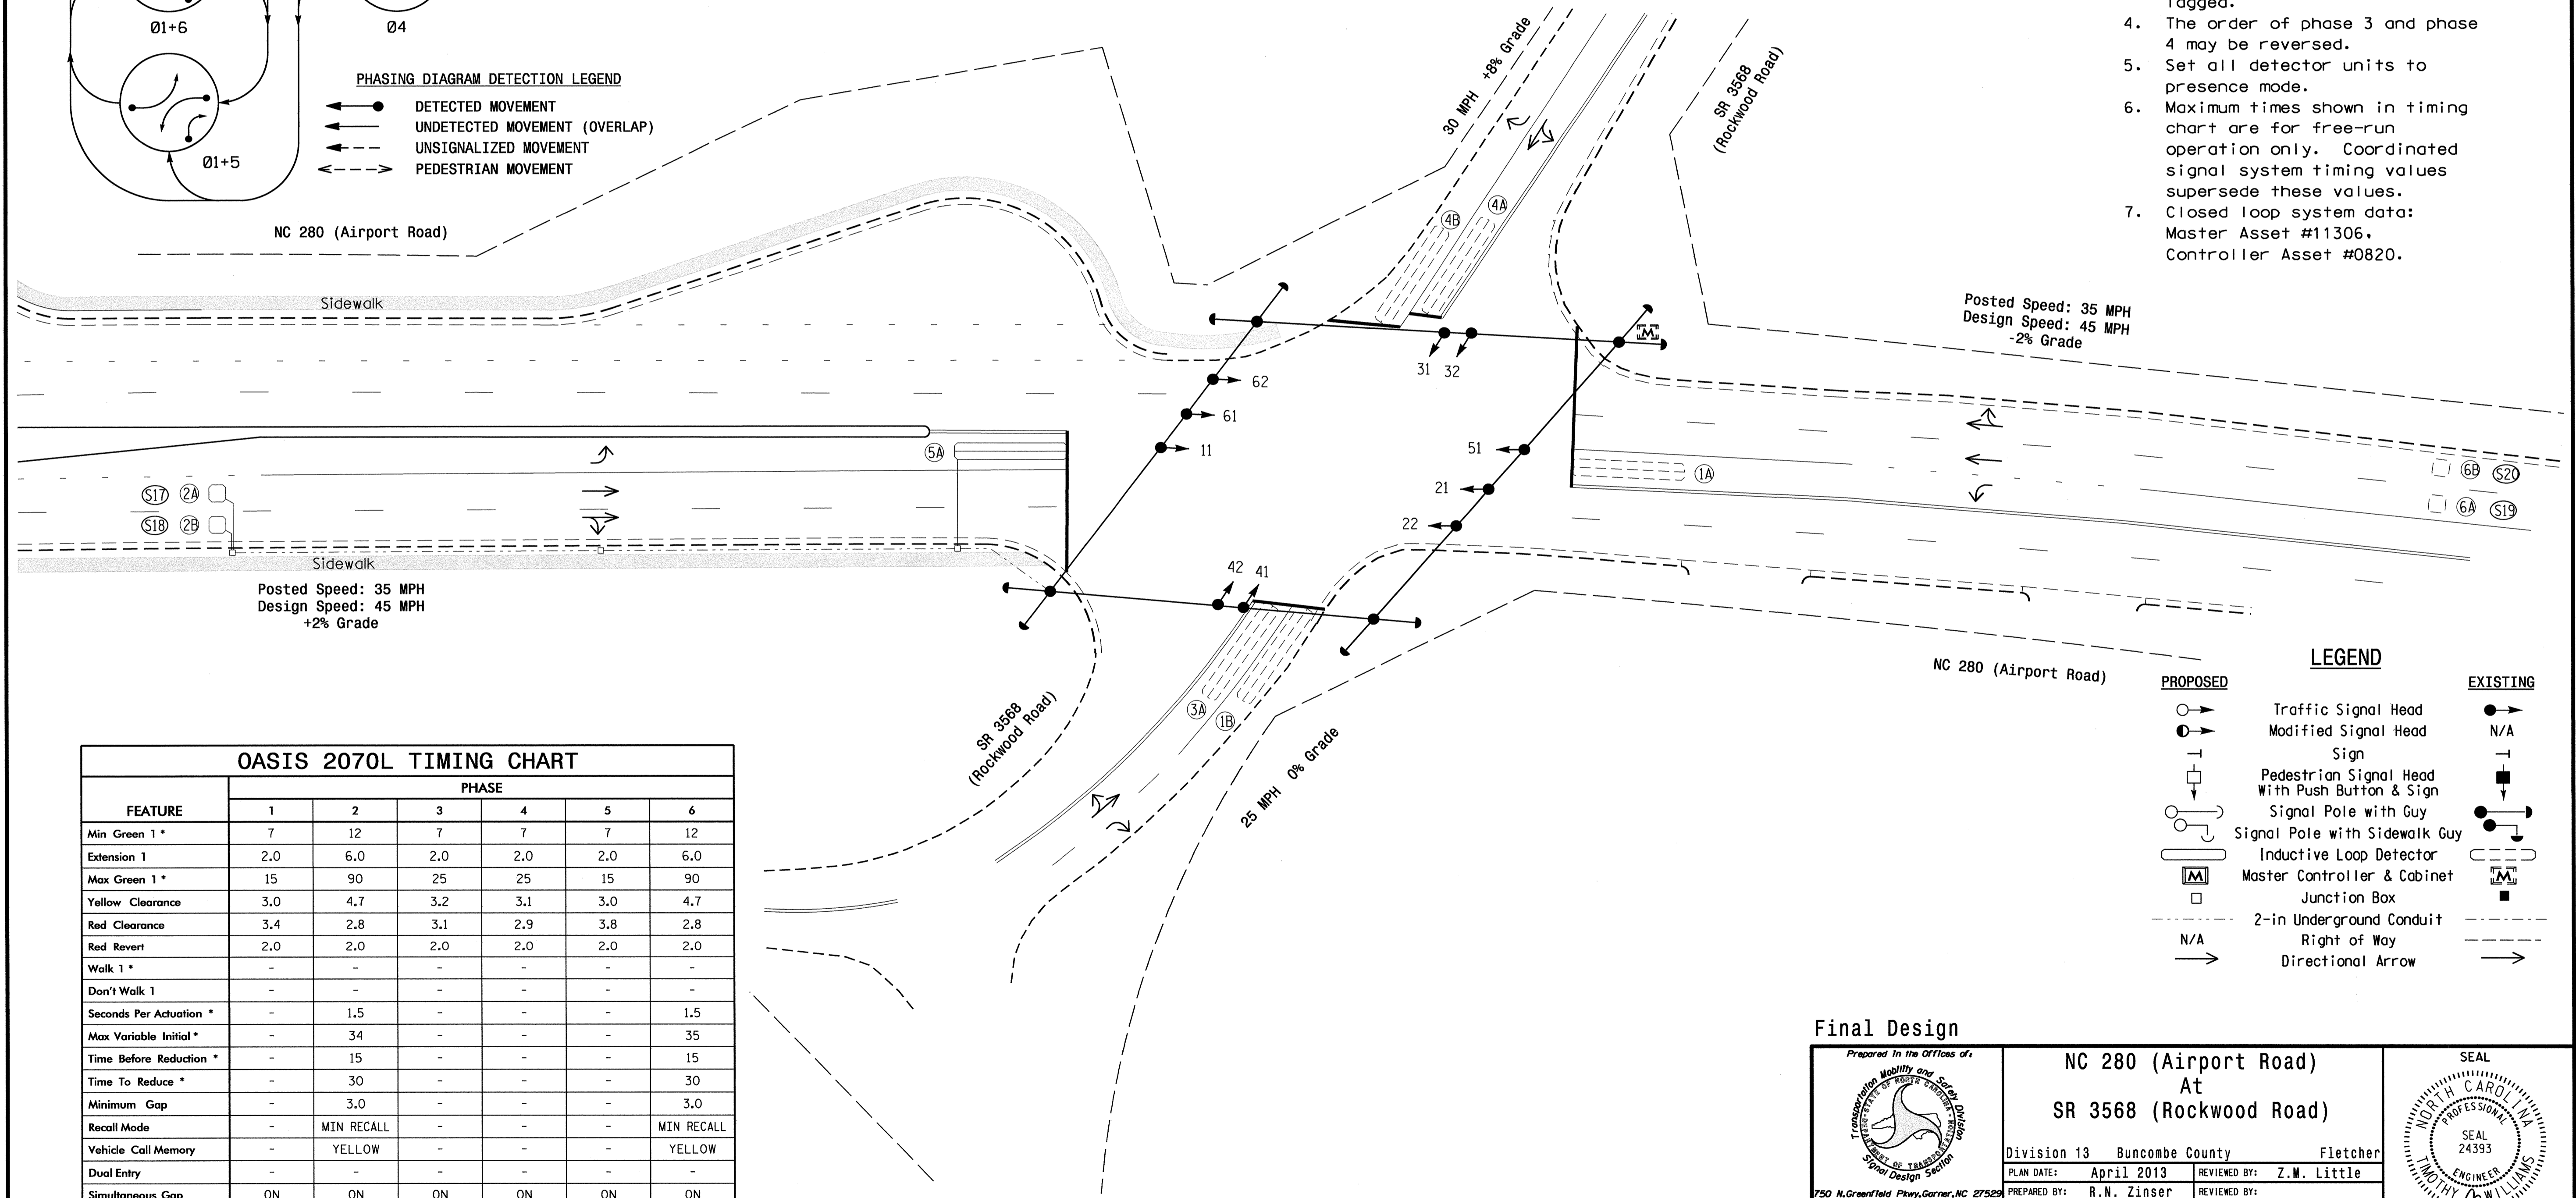 Ø1+6
Ø4
Ø1+5
PHASING DIAGRAM DETECTION LEGEND
DETECTED MOVEMENT
UNDETECTED MOVEMENT (OVERLAP)
UNSIGNALIZED MOVEMENT
PEDESTRIAN MOVEMENT
NC 280 (Airport Road)
Sidewalk
30 MPH +8% Grade
SR 3568
(Rockwood Road)
4B
4A
tagged.
4. The order of phase 3 and phase
4 may be reversed.
5. Set all detector units to
presence mode.
6. Maximum times shown in timing
chart are for free-run
operation only. Coordinated
signal system timing values
supersede these values.
7. Closed loop system data:
Master Asset #11306,
Controller Asset #0820.
Posted Speed: 35 MPH
Design Speed: 45 MPH
-2% Grade
M
31 32
62
61
11
51
21
22
5A
1A
S17 2A
S18 2B
6B S20
6A S19
Sidewalk
Posted Speed: 35 MPH
Design Speed: 45 MPH
+2% Grade
42 41
3A
1B
SR 3568
(Rockwood Road)
25 MPH 0% Grade
NC 280 (Airport Road)
LEGEND
PROPOSED EXISTING
Traffic Signal Head
Modified Signal Head N/A
Sign
Pedestrian Signal Head
With Push Button & Sign
Signal Pole with Guy
Signal Pole with Sidewalk Guy
Inductive Loop Detector
M Master Controller & Cabinet M
Junction Box
2-in Underground Conduit
N/A Right of Way
Directional Arrow
OASIS 2070L TIMING CHART
FEATURE PHASE
1 2 3 4 5 6
Min Green 1 * 7 12 7 7 7 12
Extension 1 2.0 6.0 2.0 2.0 2.0 6.0
Max Green 1 * 15 90 25 25 15 90
Yellow Clearance 3.0 4.7 3.2 3.1 3.0 4.7
Red Clearance 3.4 2.8 3.1 2.9 3.8 2.8
Red Revert 2.0 2.0 2.0 2.0 2.0 2.0
Walk 1 * - - - - - -
Don't Walk 1 - - - - - -
Seconds Per Actuation * - 1.5 - - - 1.5
Max Variable Initial * - 34 - - - 35
Time Before Reduction * - 15 - - - 15
Time To Reduce * - 30 - - - 30
Minimum Gap - 3.0 - - - 3.0
Recall Mode - MIN RECALL - - - MIN RECALL
Vehicle Call Memory - YELLOW - - - YELLOW
Dual Entry - - - - - -
Simultaneous Gap ON ON ON ON ON ON
Final Design
Prepared in the Offices of:
Transportation Mobility and Safety Division
STATE OF NORTH CAROLINA
DEPARTMENT OF TRANSPORTATION
Signal Design Section
750 N.Greenfield Pkwy,Garner,NC 27529
NC 280 (Airport Road)
At
SR 3568 (Rockwood Road)
Division 13 Buncombe County Fletcher
PLAN DATE: April 2013 REVIEWED BY: Z.M. Little
PREPARED BY: R.N. Zinser REVIEWED BY:
SEAL
NORTH CAROLINA
PROFESSIONAL
SEAL
24393
ENGINEER
TIMOTHY WILLIAMS